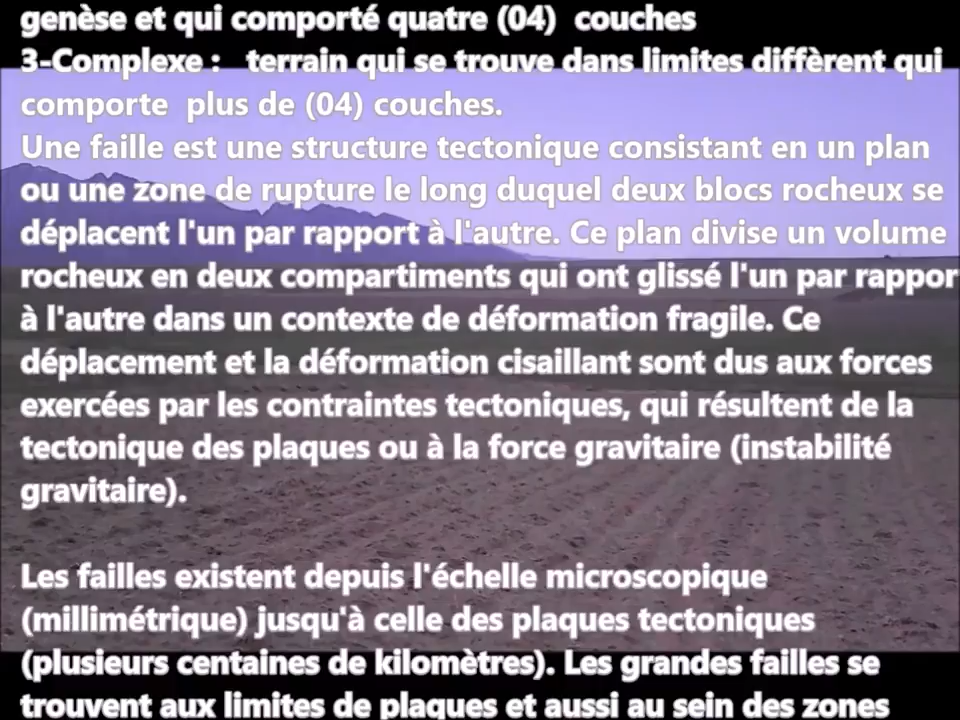 genèse et qui comporté quatre (04) couches
3-Complexe : terrain qui se trouve dans limites diffèrent qui
comporte plus de (04) couches.
Une faille est une structure tectonique consistant en un plan
ou une zone de rupture le long duquel deux blocs rocheux se
déplacent l'un par rapport à l'autre. Ce plan divise un volume
rocheux en deux compartiments qui ont glissé l'un par rappor
à l'autre dans un contexte de déformation fragile. Ce
déplacement et la déformation cisaillant sont dus aux forces
exercées par les contraintes tectoniques, qui résultent de la
tectonique des plaques ou à la force gravitaire (instabilité
gravitaire).
Les failles existent depuis l'échelle microscopique
(millimétrique) jusqu'à celle des plaques tectoniques
(plusieurs centaines de kilomètres). Les grandes failles se
trouvent aux limites de plaques et aussi au sein des zones